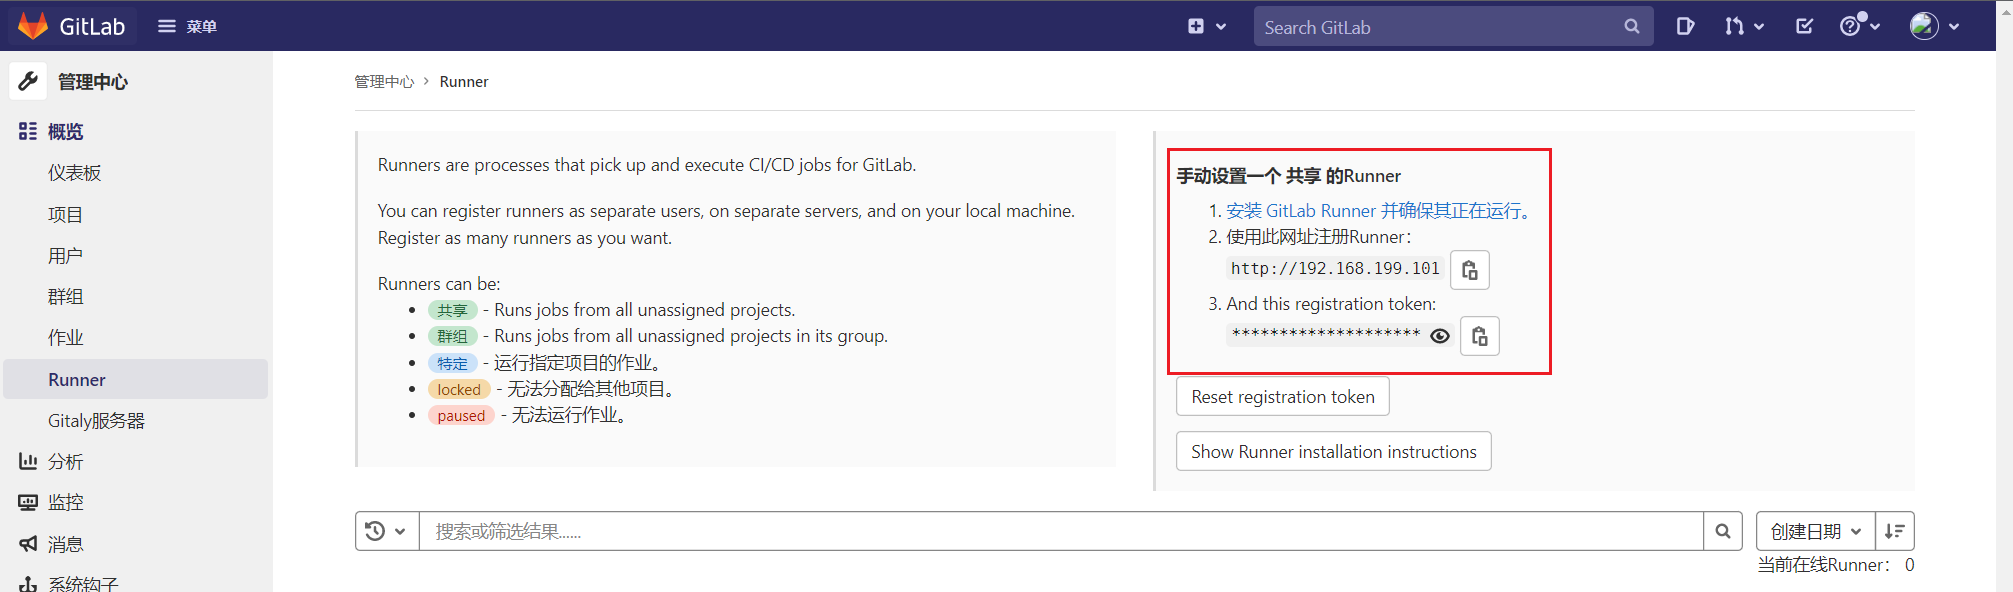 GitLab 菜单 Search GitLab
管理中心
概览
仪表板
项目
用户
群组
作业
Runner
Gitaly服务器
分析
监控
消息
系统钩子
管理中心 › Runner
Runners are processes that pick up and execute CI/CD jobs for GitLab.
You can register runners as separate users, on separate servers, and on your local machine.
Register as many runners as you want.
Runners can be:
• 共享 - Runs jobs from all unassigned projects.
• 群组 - Runs jobs from all unassigned projects in its group.
• 特定 - 运行指定项目的作业。
• locked - 无法分配给其他项目。
• paused - 无法运行作业。
手动设置一个 共享 的Runner
1. 安装 GitLab Runner 并确保其正在运行。
2. 使用此网址注册Runner：
http://192.168.199.101
3. And this registration token:
********************
Reset registration token
Show Runner installation instructions
搜索或筛选结果...... 创建日期
当前在线Runner： 0